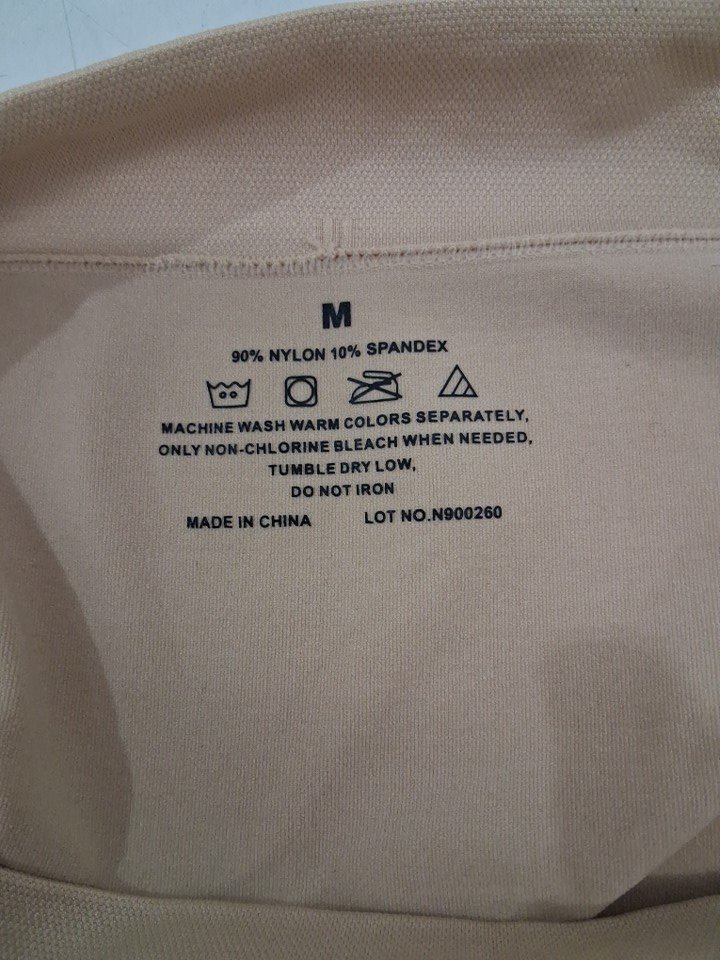 M
90% NYLON 10% SPANDEX
MACHINE WASH WARM COLORS SEPARATELY,
ONLY NON-CHLORINE BLEACH WHEN NEEDED,
TUMBLE DRY LOW,
DO NOT IRON
MADE IN CHINA LOT NO.N900260